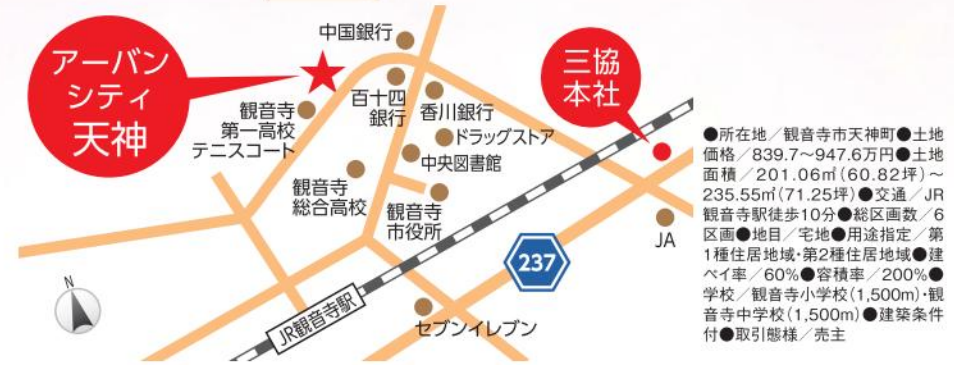 アーバン
シティ
天神
中国銀行
観音寺
第一高校
テニスコート
百十四
銀行
香川銀行
ドラッグストア
中央図書館
観音寺
総合高校
観音寺
市役所
三協
本社
JA
237
セブンイレブン
JR観音寺駅
N
●所在地／観音寺市天神町●土地
価格／839.7〜947.6万円●土地
面積／201.06㎡(60.82坪)〜
235.55㎡(71.25坪)●交通／JR
観音寺駅徒歩10分●総区画数／6
区画●地目／宅地●用途指定／第
1種住居地域・第2種住居地域●建
ペイ率／60%●容積率／200%●
学校／観音寺小学校(1,500m)・観
音寺中学校(1,500m)●建築条件
付●取引態様／売主